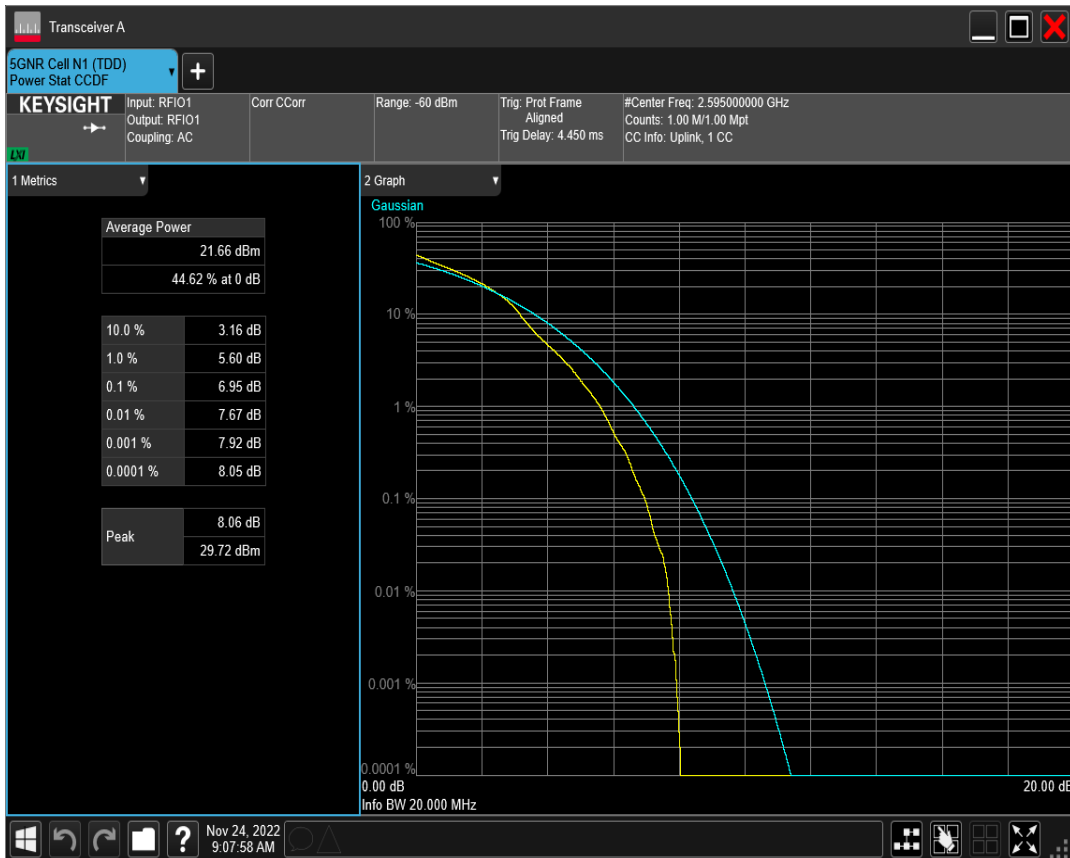 Transceiver A
5GNR Cell N1 (TDD)
Power Stat CCDF
+
KEYSIGHT
LXI
Input: RFIO1
Output: RFIO1
Coupling: AC
Corr CCorr
Range: -60 dBm
Trig: Prot Frame
Aligned
Trig Delay: 4.450 ms
#Center Freq: 2.595000000 GHz
Counts: 1.00 M/1.00 Mpt
CC Info: Uplink, 1 CC
1 Metrics
Average Power
21.66 dBm
44.62 % at 0 dB
10.0 % 3.16 dB
1.0 % 5.60 dB
0.1 % 6.95 dB
0.01 % 7.67 dB
0.001 % 7.92 dB
0.0001 % 8.05 dB
Peak
8.06 dB
29.72 dBm
2 Graph
Gaussian
100 %
10 %
1 %
0.1 %
0.01 %
0.001 %
0.0001 %
0.00 dB
20.00 dB
Info BW 20.000 MHz
?
Nov 24, 2022
9:07:58 AM